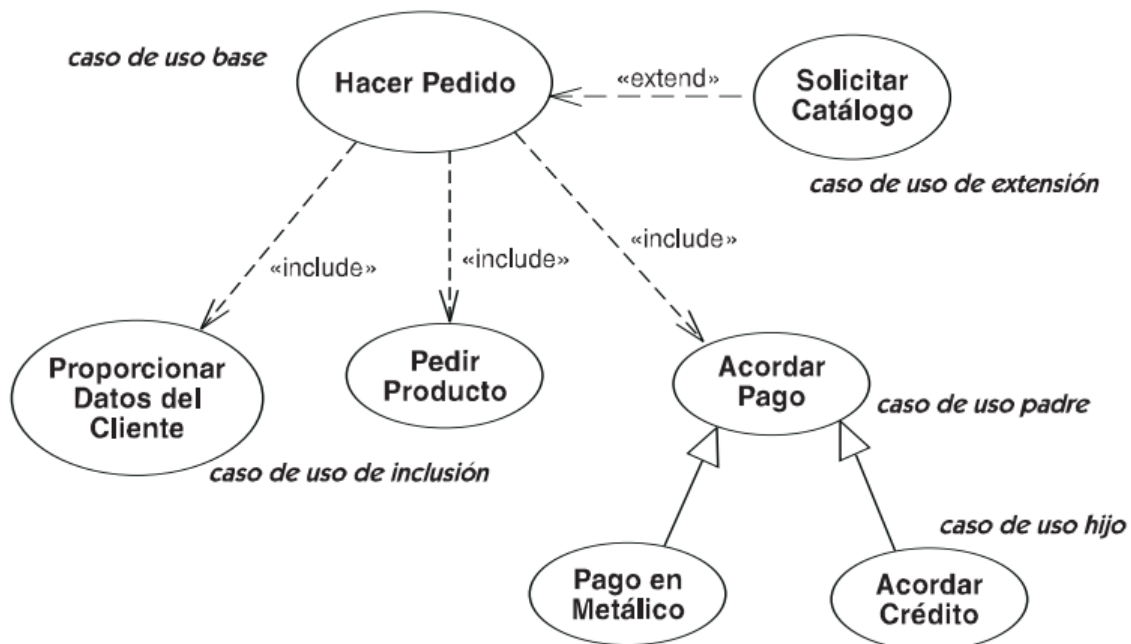 caso de uso base
Hacer Pedido
«extend»
Solicitar
Catálogo
caso de uso de extensión
«include»
«include»
«include»
Proporcionar
Datos del
Cliente
caso de uso de inclusión
Pedir
Producto
Acordar
Pago
caso de uso padre
caso de uso hijo
Pago en
Metálico
Acordar
Crédito